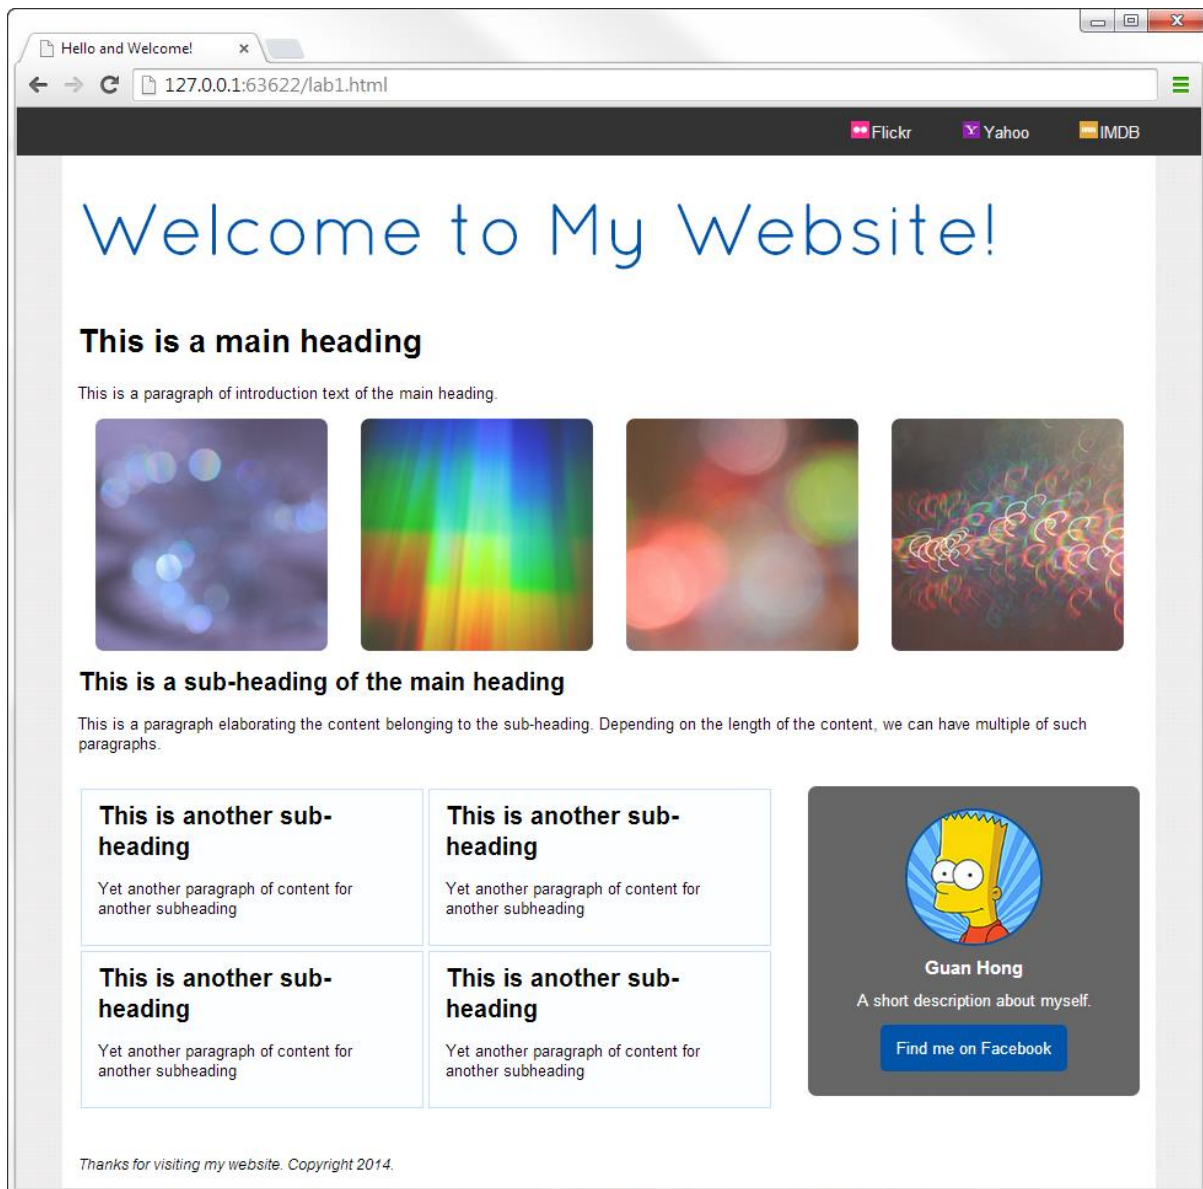 Hello and Welcome!
127.0.0.1:63622/lab1.html
Flickr Yahoo IMDB
Welcome to My Website!
This is a main heading
This is a paragraph of introduction text of the main heading.
This is a sub-heading of the main heading
This is a paragraph elaborating the content belonging to the sub-heading. Depending on the length of the content, we can have multiple of such
paragraphs.
This is another sub-
heading
Yet another paragraph of content for
another subheading
This is another sub-
heading
Yet another paragraph of content for
another subheading
This is another sub-
heading
Yet another paragraph of content for
another subheading
This is another sub-
heading
Yet another paragraph of content for
another subheading
Guan Hong
A short description about myself.
Find me on Facebook
Thanks for visiting my website. Copyright 2014.